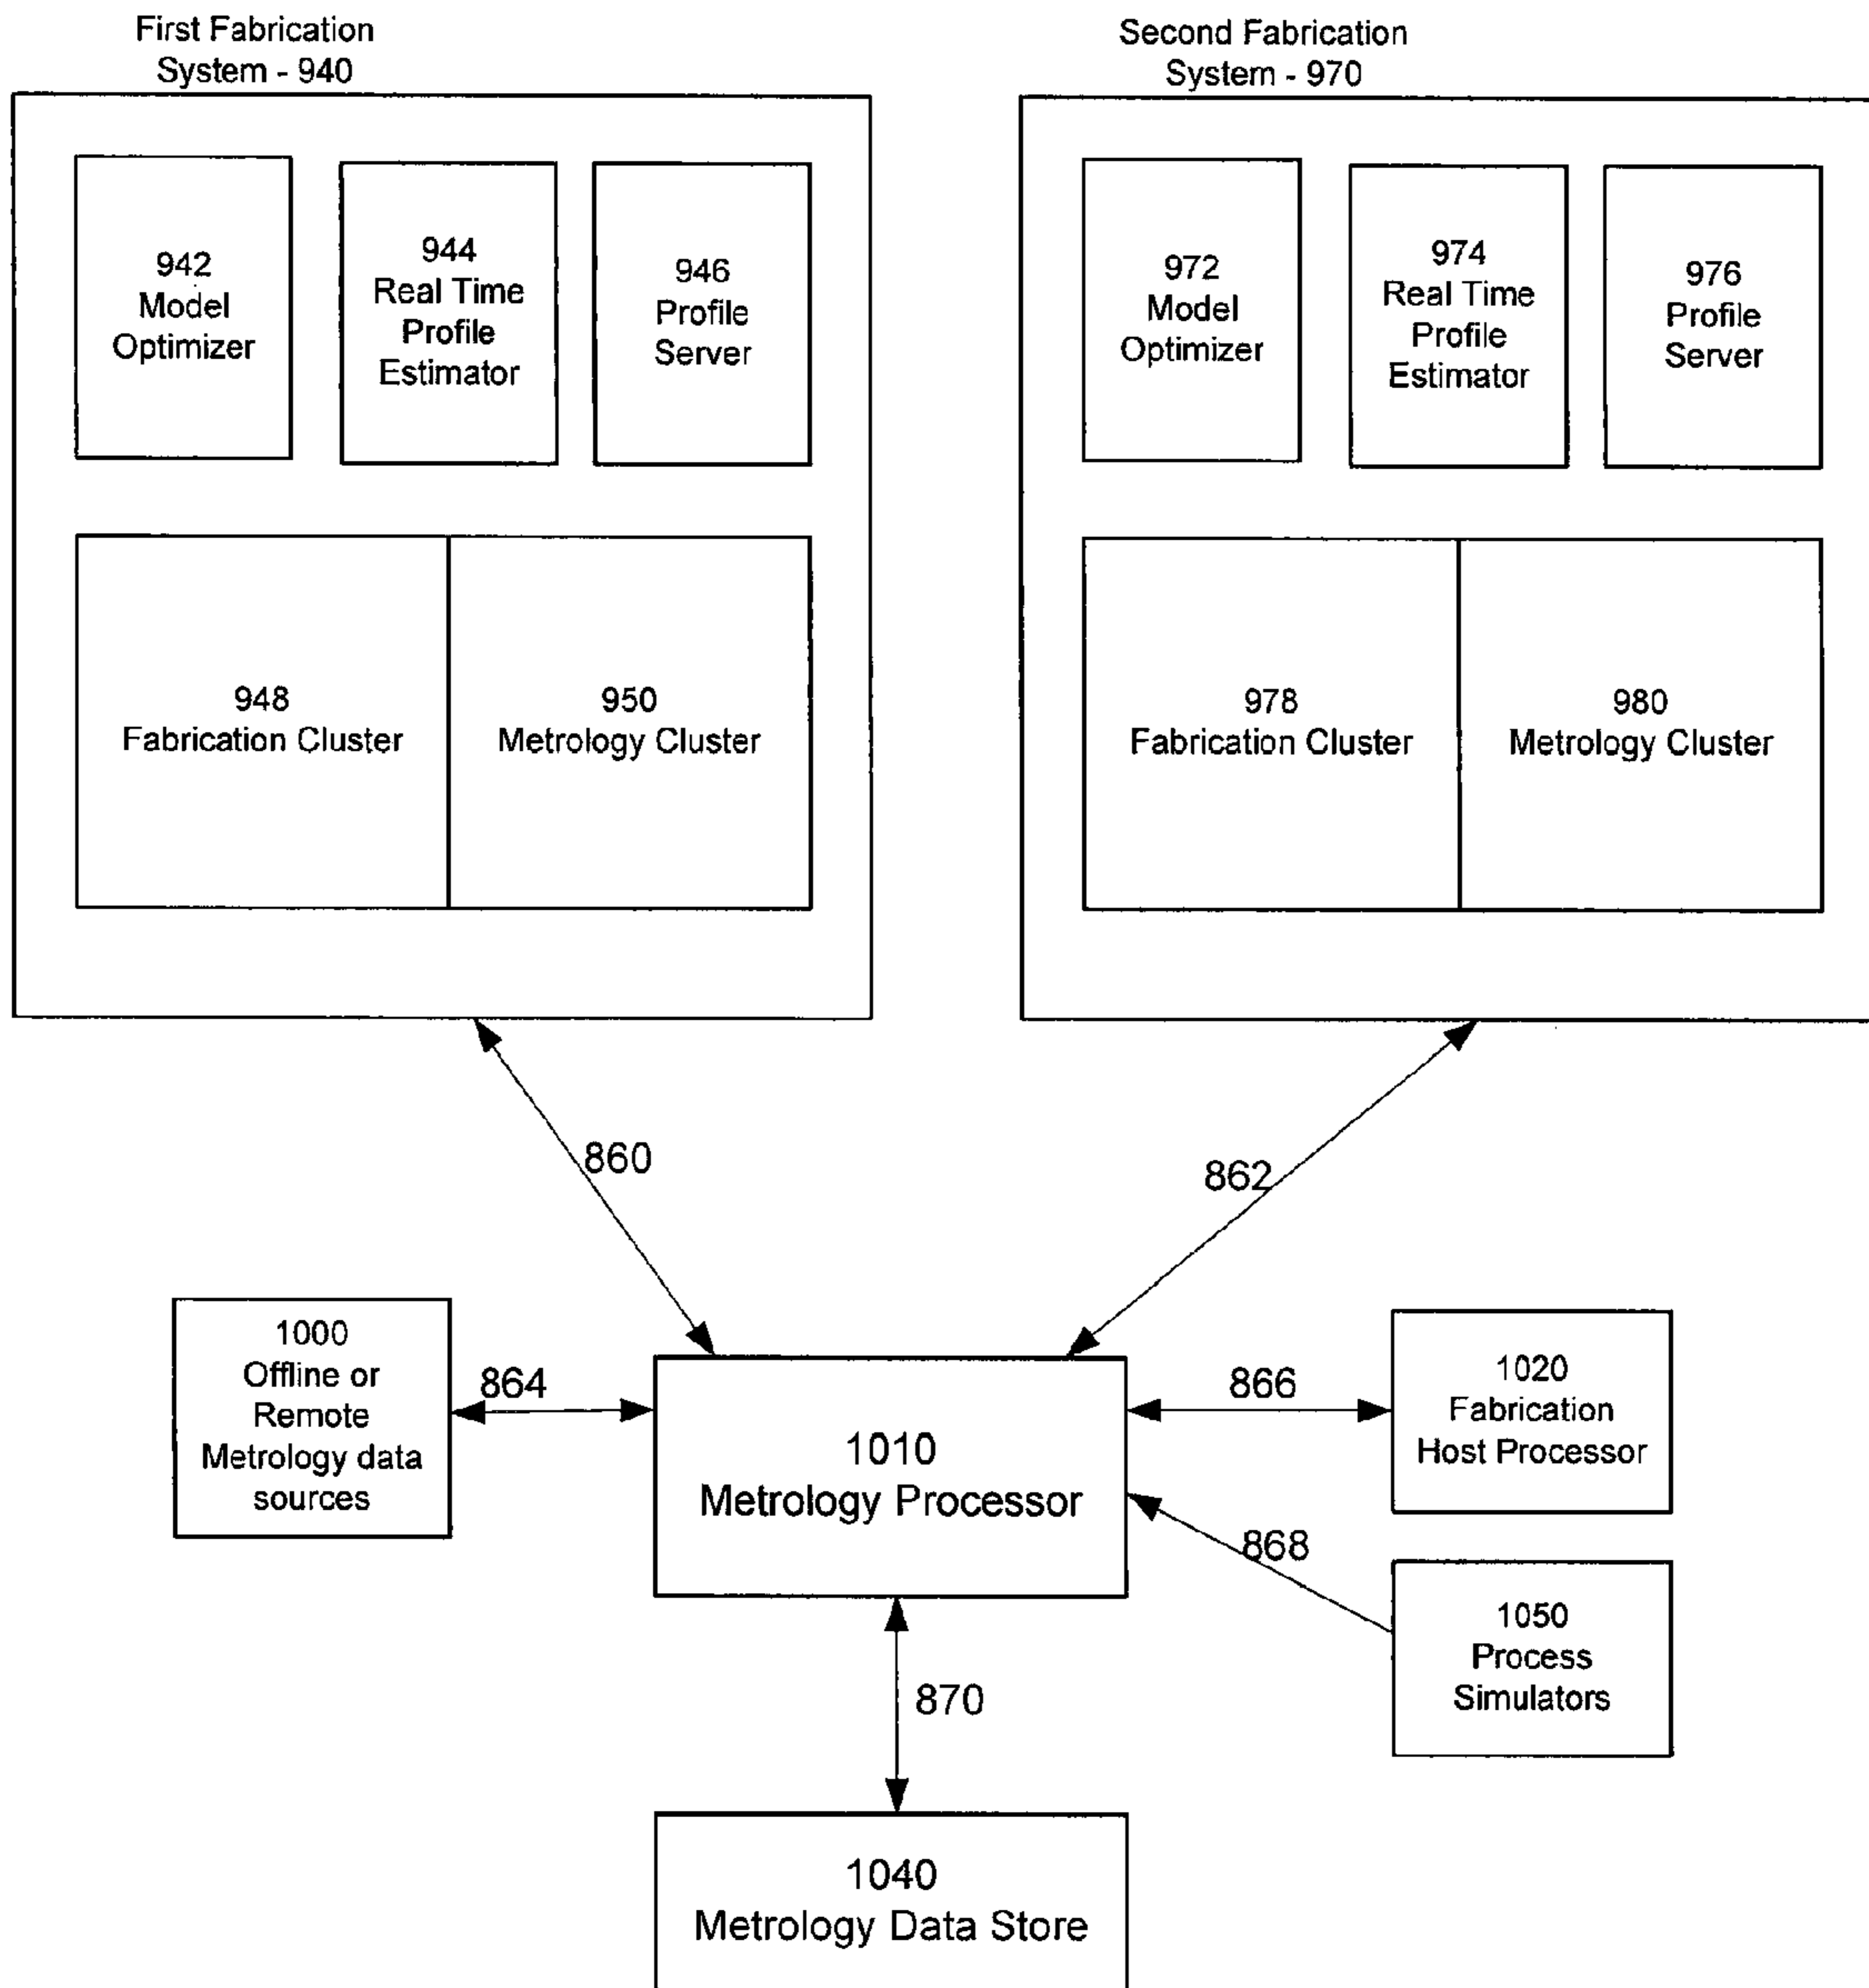 First Fabrication
System - 940
Second Fabrication
System - 970
942
Model
Optimizer
944
Real Time
Profile
Estimator
946
Profile
Server
972
Model
Optimizer
974
Real Time
Profile
Estimator
976
Profile
Server
948
Fabrication Cluster
950
Metrology Cluster
978
Fabrication Cluster
980
Metrology Cluster
860
862
1000
Offline or
Remote
Metrology data
sources
864
1010
Metrology Processor
866
1020
Fabrication
Host Processor
868
1050
Process
Simulators
870
1040
Metrology Data Store